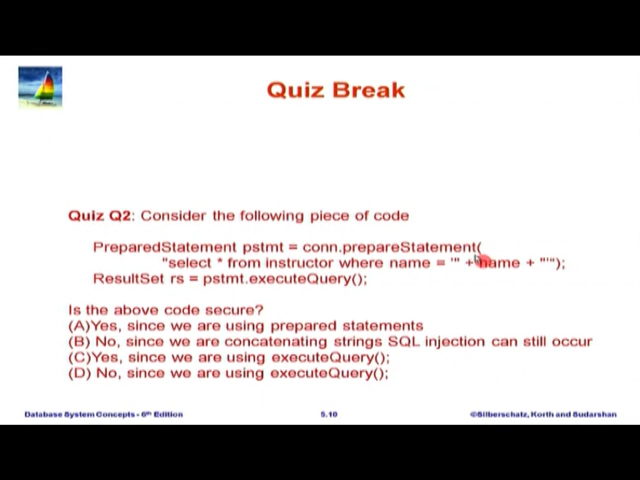 Quiz Break
Quiz Q2: Consider the following piece of code
PreparedStatement pstmt = conn.prepareStatement(
"select * from instructor where name = '" + name + "'");
ResultSet rs = pstmt.executeQuery();
Is the above code secure?
(A)Yes, since we are using prepared statements
(B) No, since we are concatenating strings SQL injection can still occur
(C)Yes, since we are using executeQuery();
(D) No, since we are using executeQuery();
Database System Concepts - 6th Edition
5.10
©Silberschatz, Korth and Sudarshan